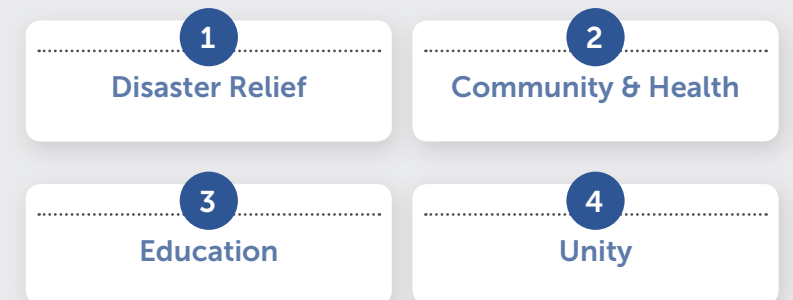 1
Disaster Relief
2
Community & Health
3
Education
4
Unity